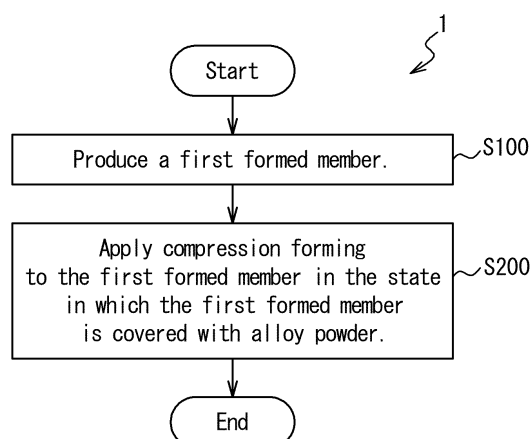 1
Start
Produce a first formed member.
S100
Apply compression forming
to the first formed member in the state
in which the first formed member
is covered with alloy powder.
S200
End